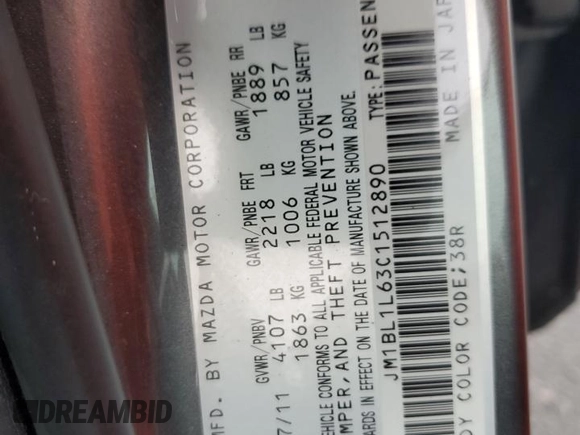 MFD. BY MAZDA MOTOR CORPORATION
GVWR/PNBV GAWR/PNBE FRT GAWR/PNBE RR
7/11 4107 LB 2218 LB 1889 LB
1863 KG 1006 KG 857 KG
VEHICLE CONFORMS TO ALL APPLICABLE FEDERAL MOTOR VEHICLE SAFETY
MPER, AND THEFT PREVENTION
ARDS IN EFFECT ON THE DATE OF MANUFACTURE SHOWN ABOVE.
JM1BL1L63C1512890 TYPE: PASSEN
DY COLOR CODE;38R MADE IN JAP
DREAMBID